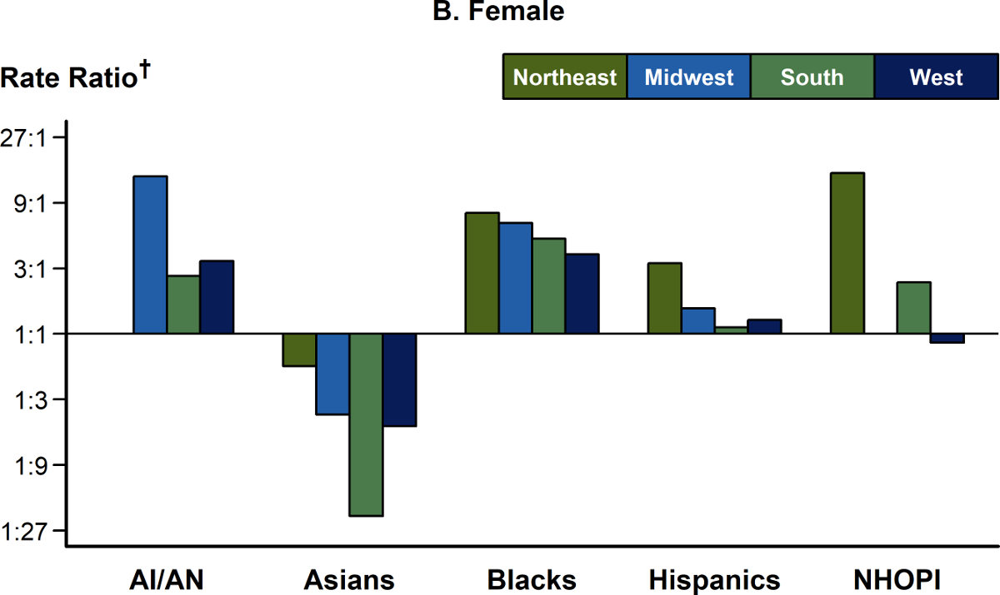 B. Female
Rate Ratio†
Northeast Midwest South West
27:1
9:1
3:1
1:1
1:3
1:9
1:27
AI/AN Asians Blacks Hispanics NHOPI